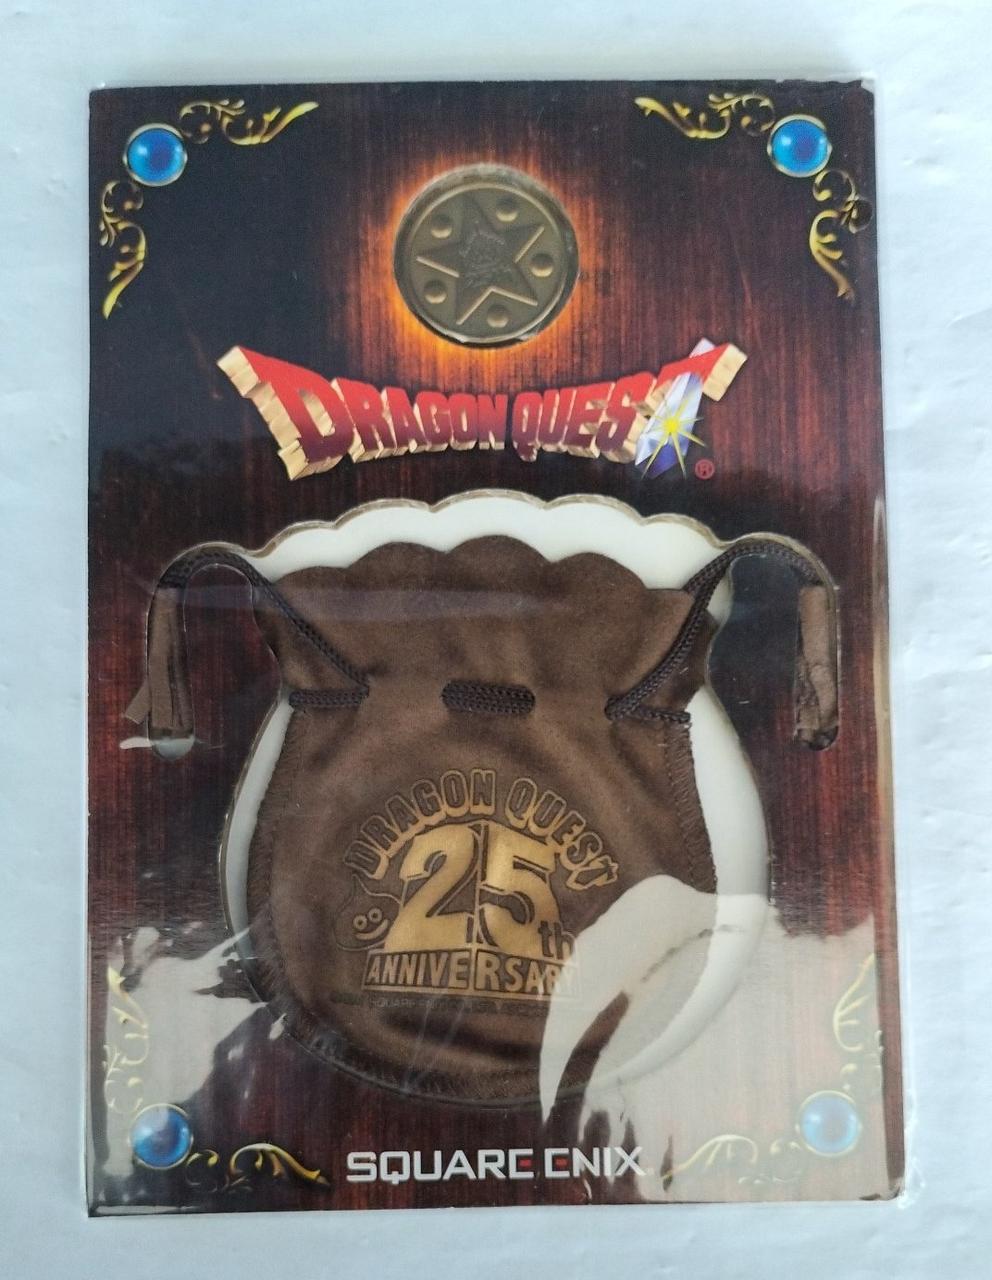 DRAGON QUEST®
DRAGON QUEST
25th
ANNIVERSARY
SQUARE ENIX